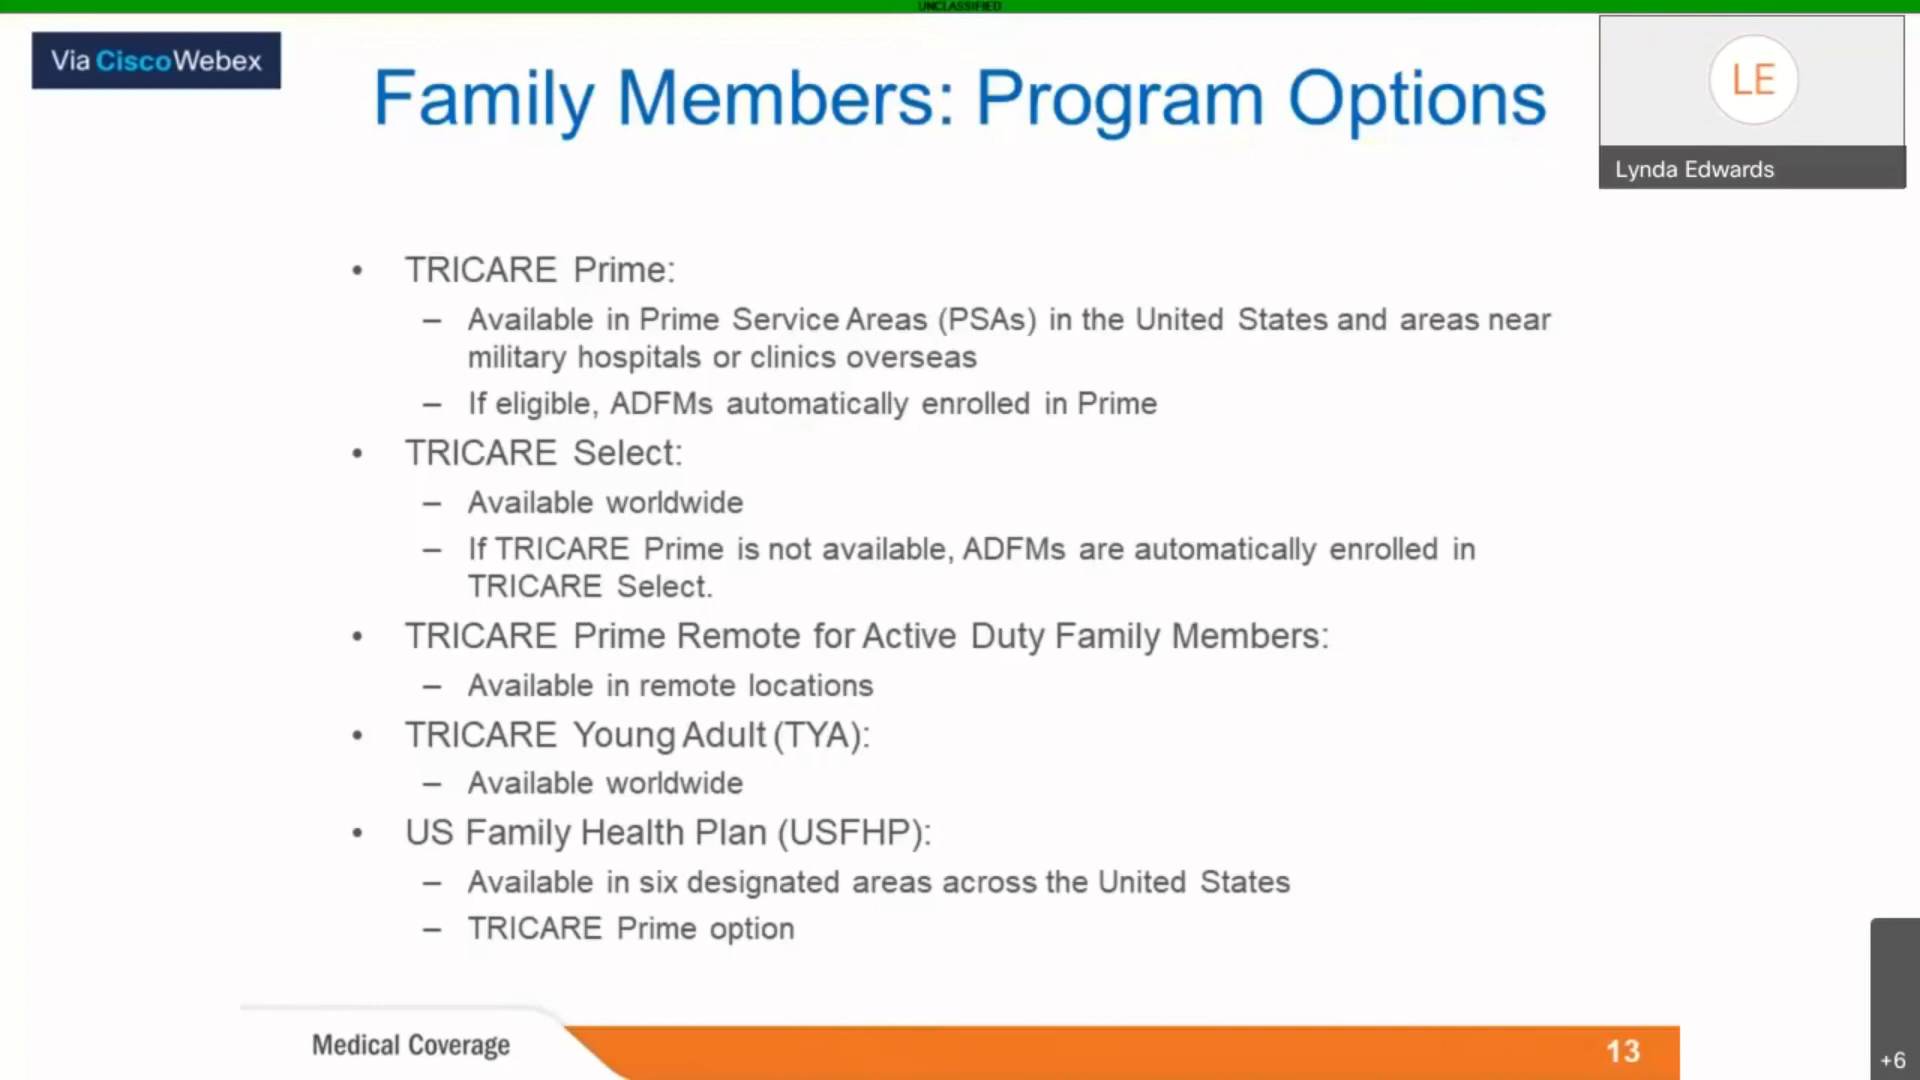 UNCLASSIFIED
Via CiscoWebex
Family Members: Program Options
LE
Lynda Edwards
• TRICARE Prime:
– Available in Prime Service Areas (PSAs) in the United States and areas near
military hospitals or clinics overseas
– If eligible, ADFMs automatically enrolled in Prime
• TRICARE Select:
– Available worldwide
– If TRICARE Prime is not available, ADFMs are automatically enrolled in
TRICARE Select.
• TRICARE Prime Remote for Active Duty Family Members:
– Available in remote locations
• TRICARE Young Adult (TYA):
– Available worldwide
• US Family Health Plan (USFHP):
– Available in six designated areas across the United States
– TRICARE Prime option
Medical Coverage
13
+6